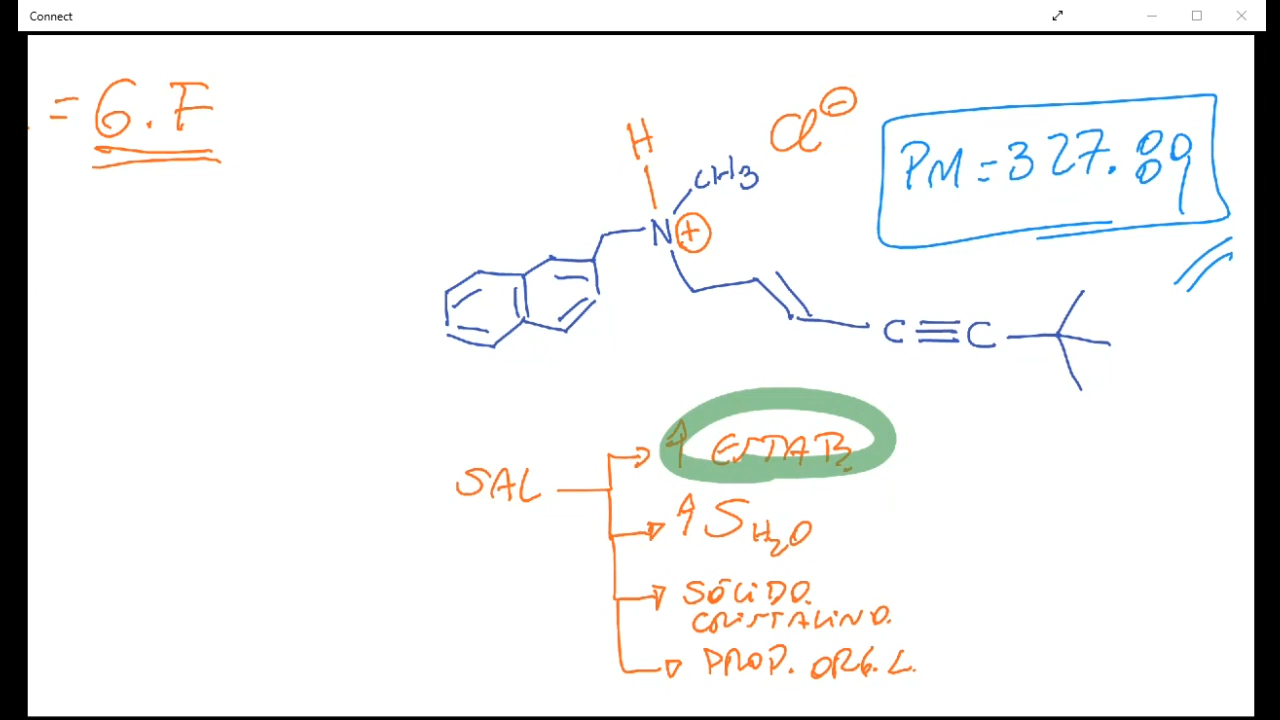 Connect
= 6.F
H
Cl⊖
CH3
N⊕
PM = 327.89
C≡C
SAL
↑ ESTAB.
↑ S H2O
SÓLIDO.
CRISTALINO.
PROP. ORG. L.